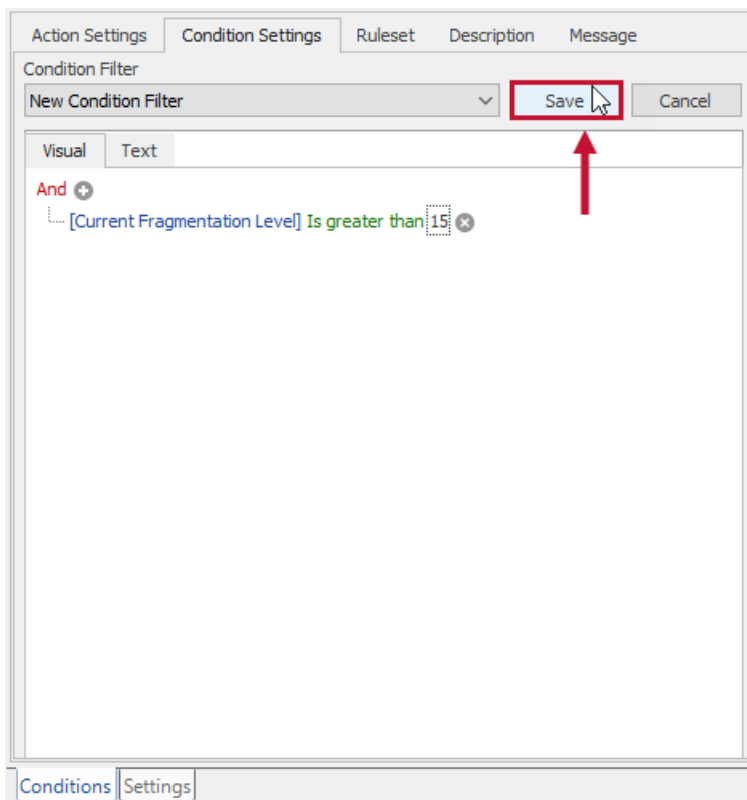 Action Settings Condition Settings Ruleset Description Message
Condition Filter
New Condition Filter Save Cancel
Visual Text
And
[Current Fragmentation Level] Is greater than 15
Conditions Settings